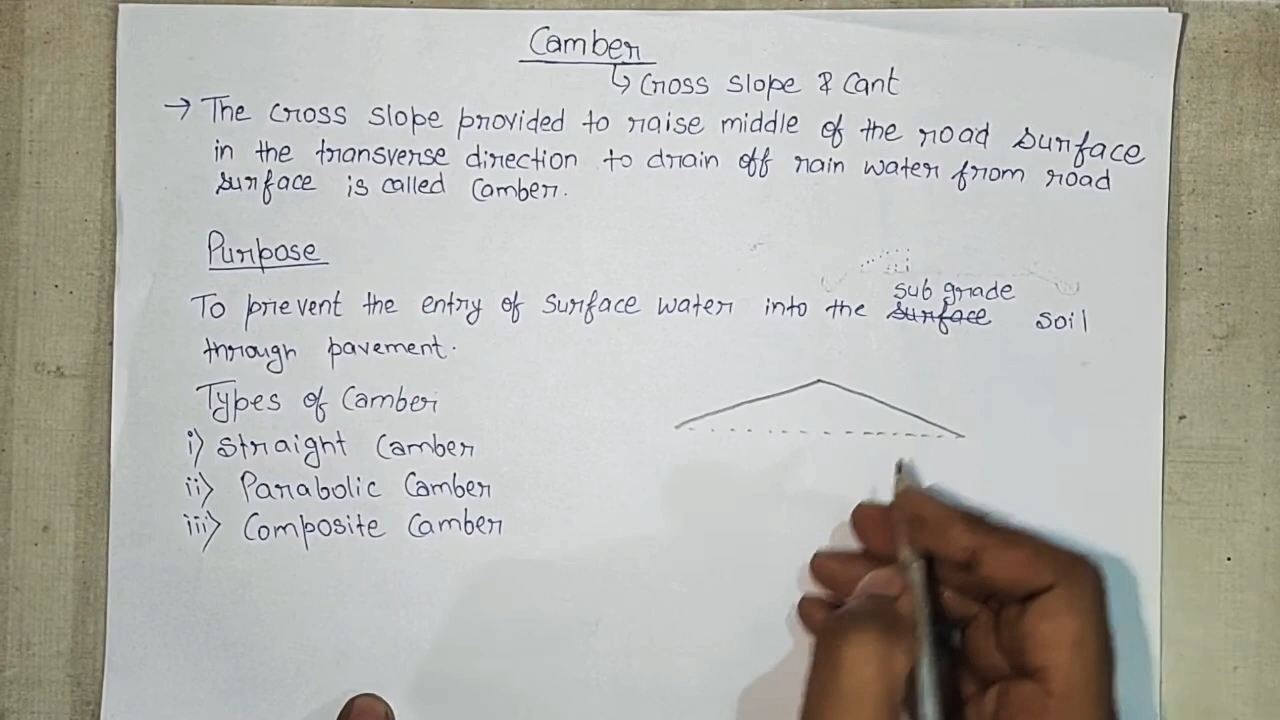 Camber
↳ Cross slope & Cant
→ The cross slope provided to raise middle of the road surface
in the transverse direction to drain off rain water from road
surface is called Camber.
Purpose
sub grade
To prevent the entry of surface water into the surface soil
through pavement.
Types of Camber
i) Straight Camber
ii) Parabolic Camber
iii) Composite Camber